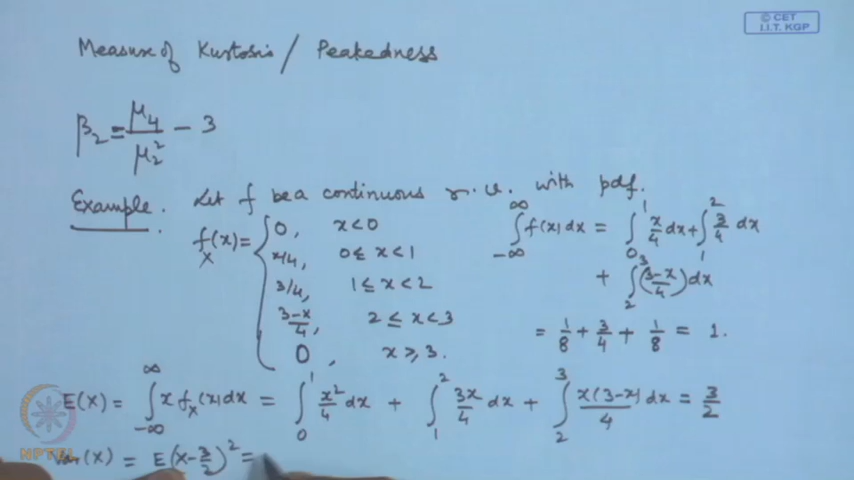 © CET
I.I.T. KGP
Measure of Kurtosis / Peakedness
β₂ = μ₄/μ₂² − 3
Example. Let f be a continuous r.v. with pdf.
f_X(x) = { 0, x < 0
x/4, 0 ≤ x < 1
3/4, 1 ≤ x < 2
(3−x)/4, 2 ≤ x < 3
0, x ≥ 3.
∫_{−∞}^{∞} f(x) dx = ∫_0^1 x/4 dx + ∫_1^2 3/4 dx
+ ∫_2^3 ((3−x)/4) dx
= 1/8 + 3/4 + 1/8 = 1.
E(X) = ∫_{−∞}^{∞} x f_X(x) dx = ∫_0^1 x²/4 dx + ∫_1^2 3x/4 dx + ∫_2^3 x(3−x)/4 dx = 3/2
Var(X) = E(X − 3/2)² =
NPTEL